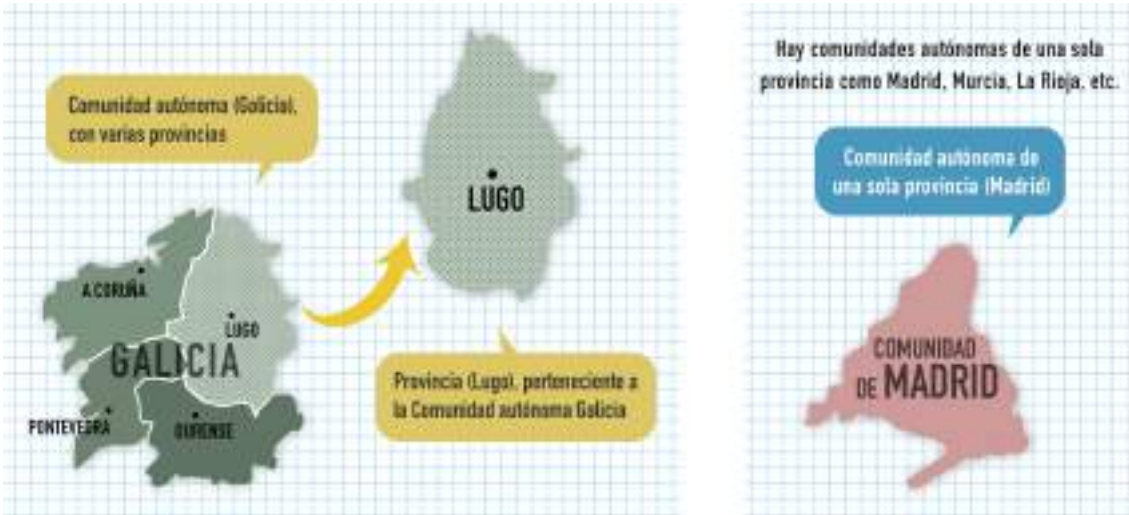 Comunidad autónoma (Galicia),
con varias provincias
LUGO
A CORUÑA
LUGO
GALICIA
PONTEVEDRA
OURENSE
Provincia (Lugo), perteneciente a
la Comunidad autónoma Galicia
Hay comunidades autónomas de una sola
provincia como Madrid, Murcia, La Rioja, etc.
Comunidad autónoma de
una sola provincia (Madrid)
COMUNIDAD
DE MADRID